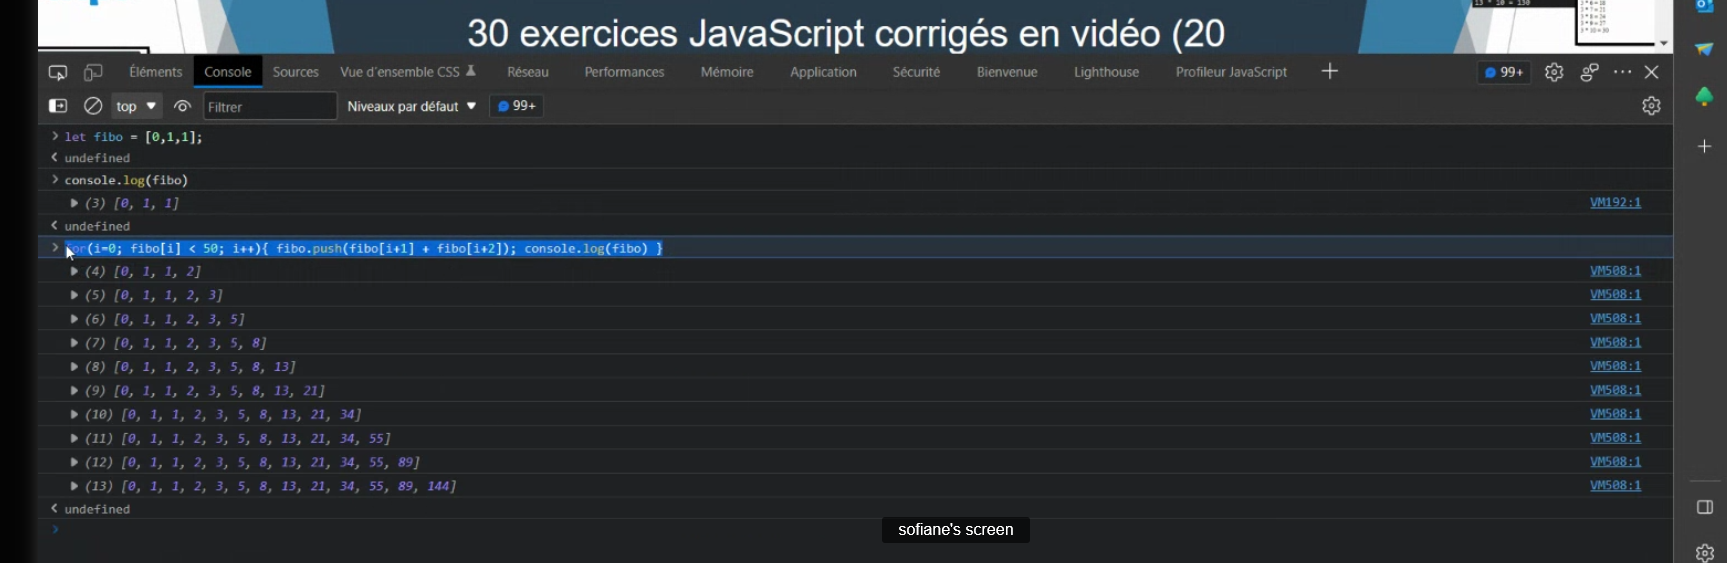 30 exercices JavaScript corrigés en vidéo (20
Éléments Console Sources Vue d'ensemble CSS Réseau Performances Mémoire Application Sécurité Bienvenue Lighthouse Profileur JavaScript 99+
top Filtrer Niveaux par défaut 99+
> let fibo = [0,1,1];
< undefined
> console.log(fibo)
(3) [0, 1, 1] VM192:1
< undefined
> for(i=0; fibo[i] < 50; i++){ fibo.push(fibo[i+1] + fibo[i+2]); console.log(fibo) }
(4) [0, 1, 1, 2] VM508:1
(5) [0, 1, 1, 2, 3] VM508:1
(6) [0, 1, 1, 2, 3, 5] VM508:1
(7) [0, 1, 1, 2, 3, 5, 8] VM508:1
(8) [0, 1, 1, 2, 3, 5, 8, 13] VM508:1
(9) [0, 1, 1, 2, 3, 5, 8, 13, 21] VM508:1
(10) [0, 1, 1, 2, 3, 5, 8, 13, 21, 34] VM508:1
(11) [0, 1, 1, 2, 3, 5, 8, 13, 21, 34, 55] VM508:1
(12) [0, 1, 1, 2, 3, 5, 8, 13, 21, 34, 55, 89] VM508:1
(13) [0, 1, 1, 2, 3, 5, 8, 13, 21, 34, 55, 89, 144] VM508:1
< undefined
>
sofiane's screen